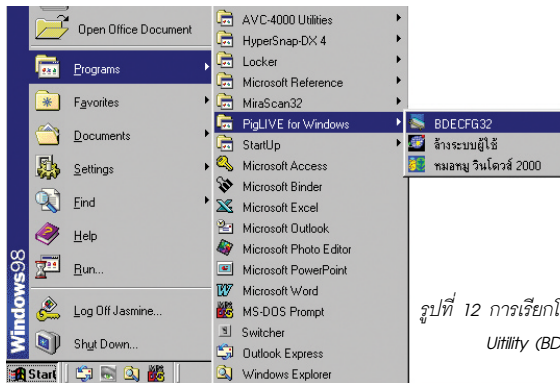 Open Office Document
Programs
Favorites
Documents
Settings
Find
Help
Run...
Log Off Jasmine...
Shut Down...
Windows98
Start
AVC-4000 Utilities
HyperSnap-DX 4
Locker
Microsoft Reference
MiraScan32
PigLIVE for Windows
StartUp
Microsoft Access
Microsoft Binder
Microsoft Excel
Microsoft Outlook
Microsoft Photo Editor
Microsoft PowerPoint
Microsoft Word
MS-DOS Prompt
Switcher
Outlook Express
Windows Explorer
BDECFG32
ล้างระบบผู้ใช้
หมอหมู วินโดวส์ 2000
รูปที่ 12 การเรียกโ
Uitility (BD